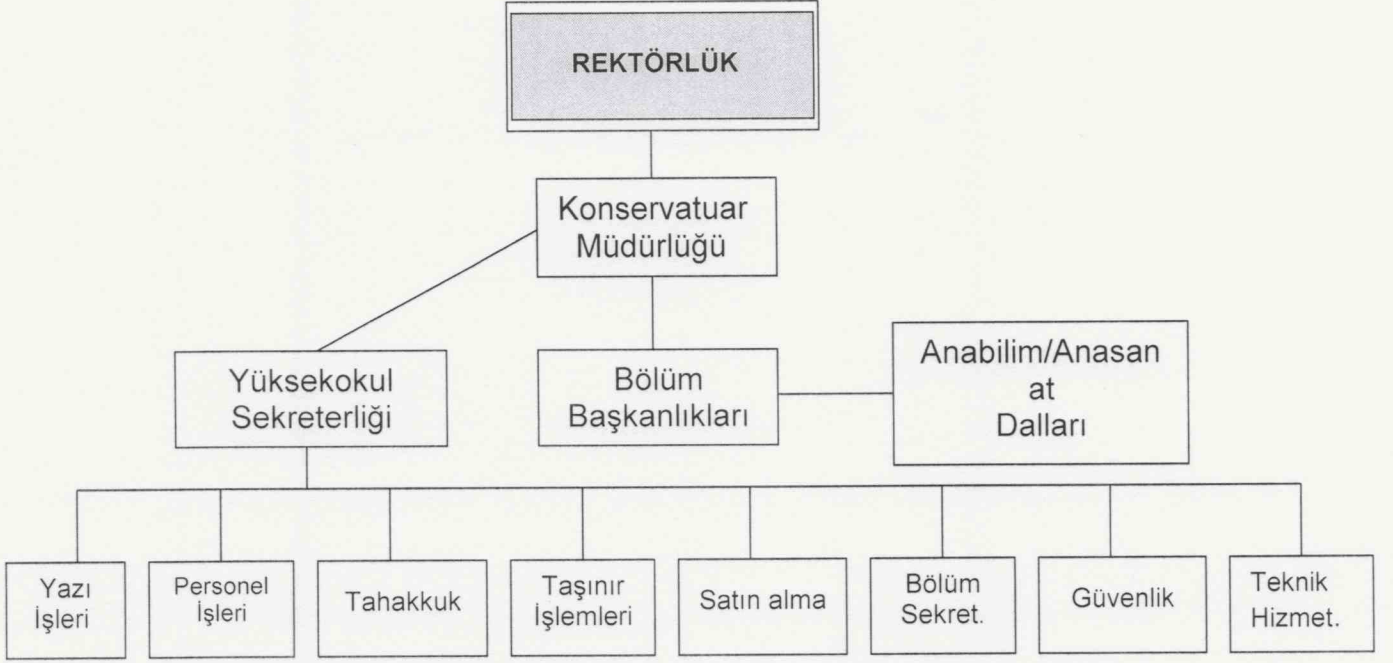 REKTÖRLÜK
Konservatuar
Müdürlüğü
Yüksekokul
Sekreterliği
Bölüm
Başkanlıkları
Anabilim/Anasan
at
Dalları
Yazı
İşleri
Personel
İşleri
Tahakkuk
Taşınır
İşlemleri
Satın alma
Bölüm
Sekret.
Güvenlik
Teknik
Hizmet.